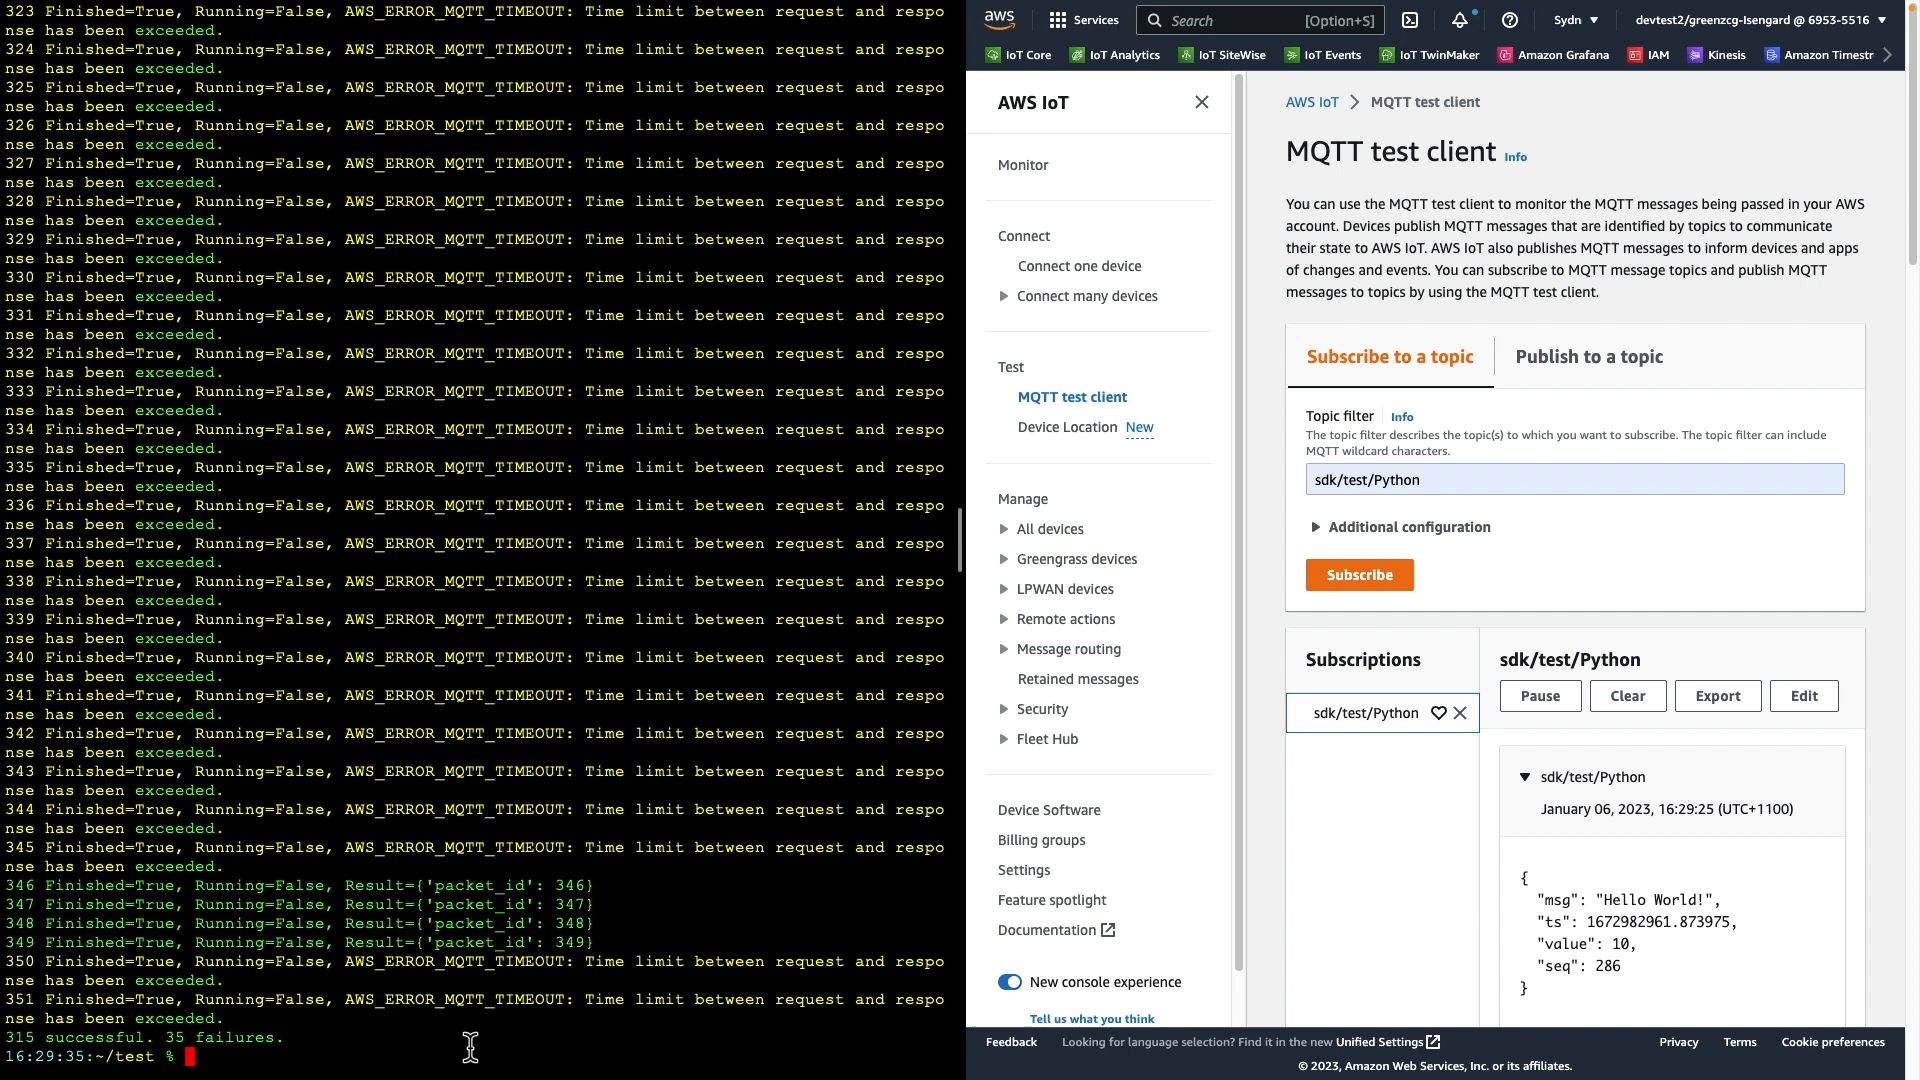 323 Finished=True, Running=False, AWS_ERROR_MQTT_TIMEOUT: Time limit between request and respo
nse has been exceeded.
324 Finished=True, Running=False, AWS_ERROR_MQTT_TIMEOUT: Time limit between request and respo
nse has been exceeded.
325 Finished=True, Running=False, AWS_ERROR_MQTT_TIMEOUT: Time limit between request and respo
nse has been exceeded.
326 Finished=True, Running=False, AWS_ERROR_MQTT_TIMEOUT: Time limit between request and respo
nse has been exceeded.
327 Finished=True, Running=False, AWS_ERROR_MQTT_TIMEOUT: Time limit between request and respo
nse has been exceeded.
328 Finished=True, Running=False, AWS_ERROR_MQTT_TIMEOUT: Time limit between request and respo
nse has been exceeded.
329 Finished=True, Running=False, AWS_ERROR_MQTT_TIMEOUT: Time limit between request and respo
nse has been exceeded.
330 Finished=True, Running=False, AWS_ERROR_MQTT_TIMEOUT: Time limit between request and respo
nse has been exceeded.
331 Finished=True, Running=False, AWS_ERROR_MQTT_TIMEOUT: Time limit between request and respo
nse has been exceeded.
332 Finished=True, Running=False, AWS_ERROR_MQTT_TIMEOUT: Time limit between request and respo
nse has been exceeded.
333 Finished=True, Running=False, AWS_ERROR_MQTT_TIMEOUT: Time limit between request and respo
nse has been exceeded.
334 Finished=True, Running=False, AWS_ERROR_MQTT_TIMEOUT: Time limit between request and respo
nse has been exceeded.
335 Finished=True, Running=False, AWS_ERROR_MQTT_TIMEOUT: Time limit between request and respo
nse has been exceeded.
336 Finished=True, Running=False, AWS_ERROR_MQTT_TIMEOUT: Time limit between request and respo
nse has been exceeded.
337 Finished=True, Running=False, AWS_ERROR_MQTT_TIMEOUT: Time limit between request and respo
nse has been exceeded.
338 Finished=True, Running=False, AWS_ERROR_MQTT_TIMEOUT: Time limit between request and respo
nse has been exceeded.
339 Finished=True, Running=False, AWS_ERROR_MQTT_TIMEOUT: Time limit between request and respo
nse has been exceeded.
340 Finished=True, Running=False, AWS_ERROR_MQTT_TIMEOUT: Time limit between request and respo
nse has been exceeded.
341 Finished=True, Running=False, AWS_ERROR_MQTT_TIMEOUT: Time limit between request and respo
nse has been exceeded.
342 Finished=True, Running=False, AWS_ERROR_MQTT_TIMEOUT: Time limit between request and respo
nse has been exceeded.
343 Finished=True, Running=False, AWS_ERROR_MQTT_TIMEOUT: Time limit between request and respo
nse has been exceeded.
344 Finished=True, Running=False, AWS_ERROR_MQTT_TIMEOUT: Time limit between request and respo
nse has been exceeded.
345 Finished=True, Running=False, AWS_ERROR_MQTT_TIMEOUT: Time limit between request and respo
nse has been exceeded.
346 Finished=True, Running=False, Result={'packet_id': 346}
347 Finished=True, Running=False, Result={'packet_id': 347}
348 Finished=True, Running=False, Result={'packet_id': 348}
349 Finished=True, Running=False, Result={'packet_id': 349}
350 Finished=True, Running=False, AWS_ERROR_MQTT_TIMEOUT: Time limit between request and respo
nse has been exceeded.
351 Finished=True, Running=False, AWS_ERROR_MQTT_TIMEOUT: Time limit between request and respo
nse has been exceeded.
315 successful. 35 failures.
16:29:35:~/test %
aws Services Search [Option+S] Sydn devtest2/greenzcg-Isengard @ 6953-5516
IoT Core IoT Analytics IoT SiteWise IoT Events IoT TwinMaker Amazon Grafana IAM Kinesis Amazon Timestr
AWS IoT
Monitor
Connect
Connect one device
Connect many devices
Test
MQTT test client
Device Location New
Manage
All devices
Greengrass devices
LPWAN devices
Remote actions
Message routing
Retained messages
Security
Fleet Hub
Device Software
Billing groups
Settings
Feature spotlight
Documentation
New console experience
Tell us what you think
AWS IoT MQTT test client
MQTT test client Info
You can use the MQTT test client to monitor the MQTT messages being passed in your AWS
account. Devices publish MQTT messages that are identified by topics to communicate
their state to AWS IoT. AWS IoT also publishes MQTT messages to inform devices and apps
of changes and events. You can subscribe to MQTT message topics and publish MQTT
messages to topics by using the MQTT test client.
Subscribe to a topic Publish to a topic
Topic filter Info
The topic filter describes the topic(s) to which you want to subscribe. The topic filter can include
MQTT wildcard characters.
sdk/test/Python
Additional configuration
Subscribe
Subscriptions
sdk/test/Python
sdk/test/Python
Pause Clear Export Edit
sdk/test/Python
January 06, 2023, 16:29:25 (UTC+1100)
{
"msg": "Hello World!",
"ts": 1672982961.873975,
"value": 10,
"seq": 286
}
Feedback Looking for language selection? Find it in the new Unified Settings Privacy Terms Cookie preferences
© 2023, Amazon Web Services, Inc. or its affiliates.